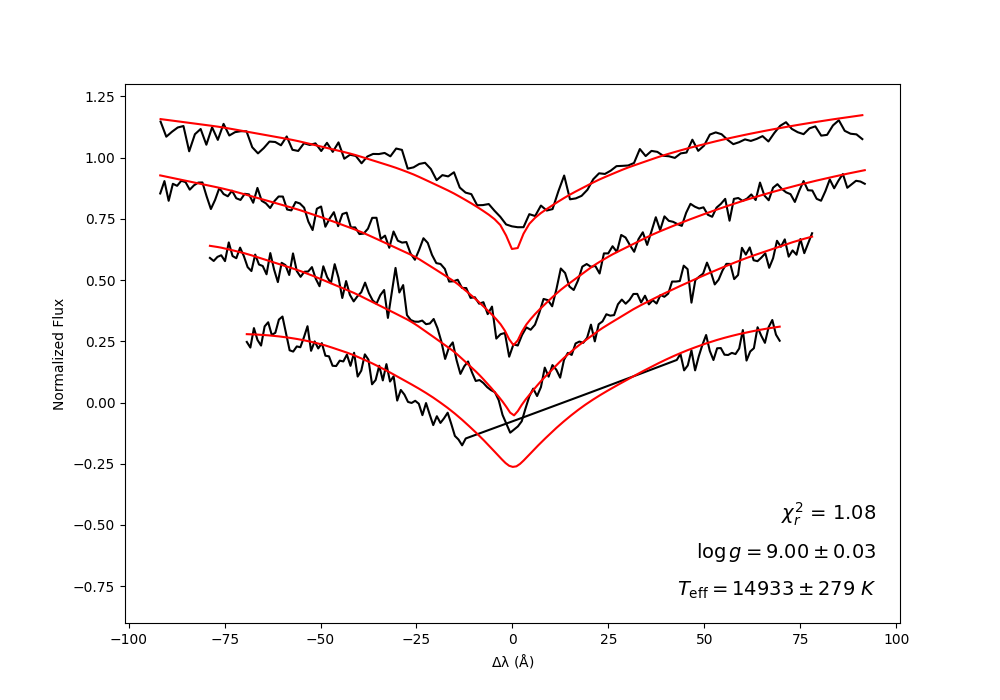 1.25
1.00
0.75
0.50
0.25
0.00
−0.25
−0.50
−0.75
Normalized Flux
χ²ᵣ = 1.08
log g = 9.00 ± 0.03
T_eff = 14933 ± 279 K
−100 −75 −50 −25 0 25 50 75 100
Δλ (Å)